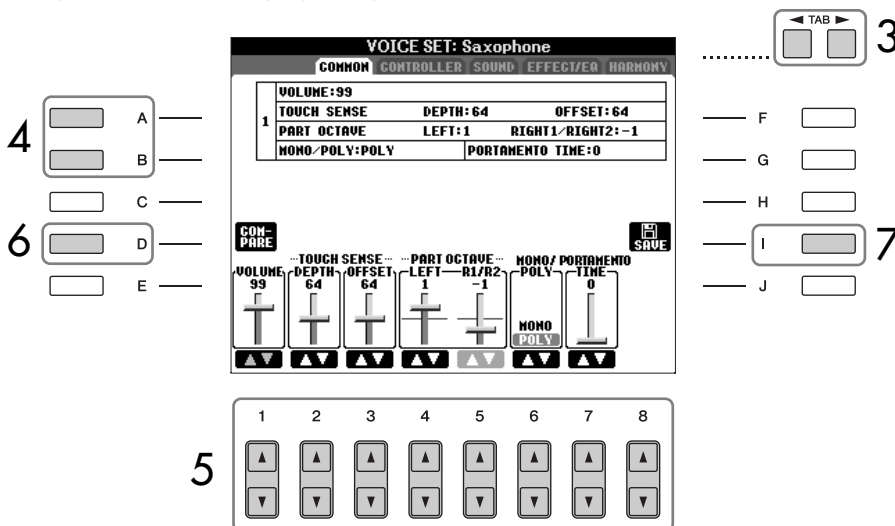 ◄ TAB ►
3
VOICE SET: Saxophone
COMMON CONTROLLER SOUND EFFECT/EQ HARMONY
1
VOLUME:99
TOUCH SENSE DEPTH:64 OFFSET:64
PART OCTAVE LEFT:1 RIGHT1/RIGHT2:-1
MONO/POLY:POLY PORTAMENTO TIME:0
4
A
B
C
6
D
E
F
G
H
I
7
J
COM-
PARE
SAVE
TOUCH SENSE PART OCTAVE MONO/ PORTAMENTO
VOLUME DEPTH OFFSET LEFT R1/R2 POLY TIME
99 64 64 1 -1 0
MONO
POLY
1 2 3 4 5 6 7 8
5